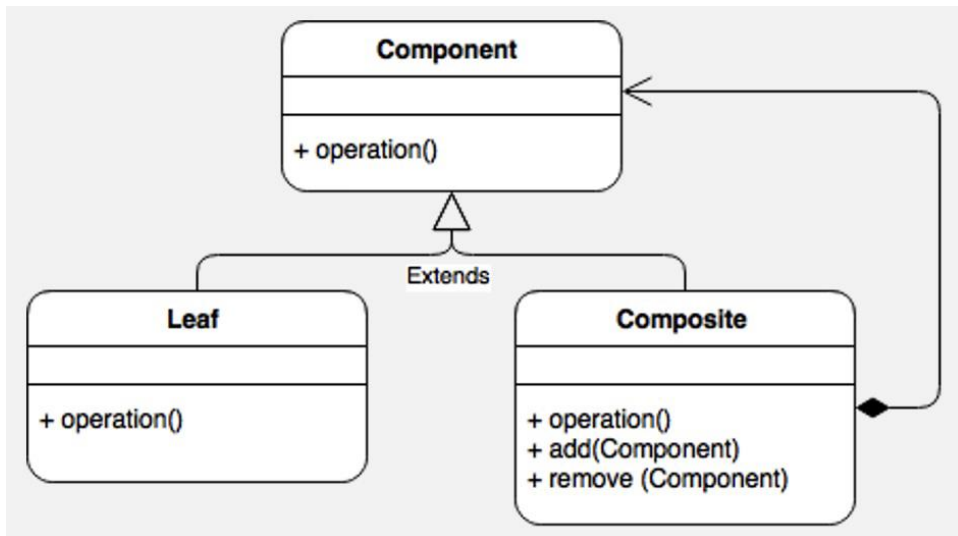 Component
+ operation()
Extends
Leaf
+ operation()
Composite
+ operation()
+ add(Component)
+ remove (Component)